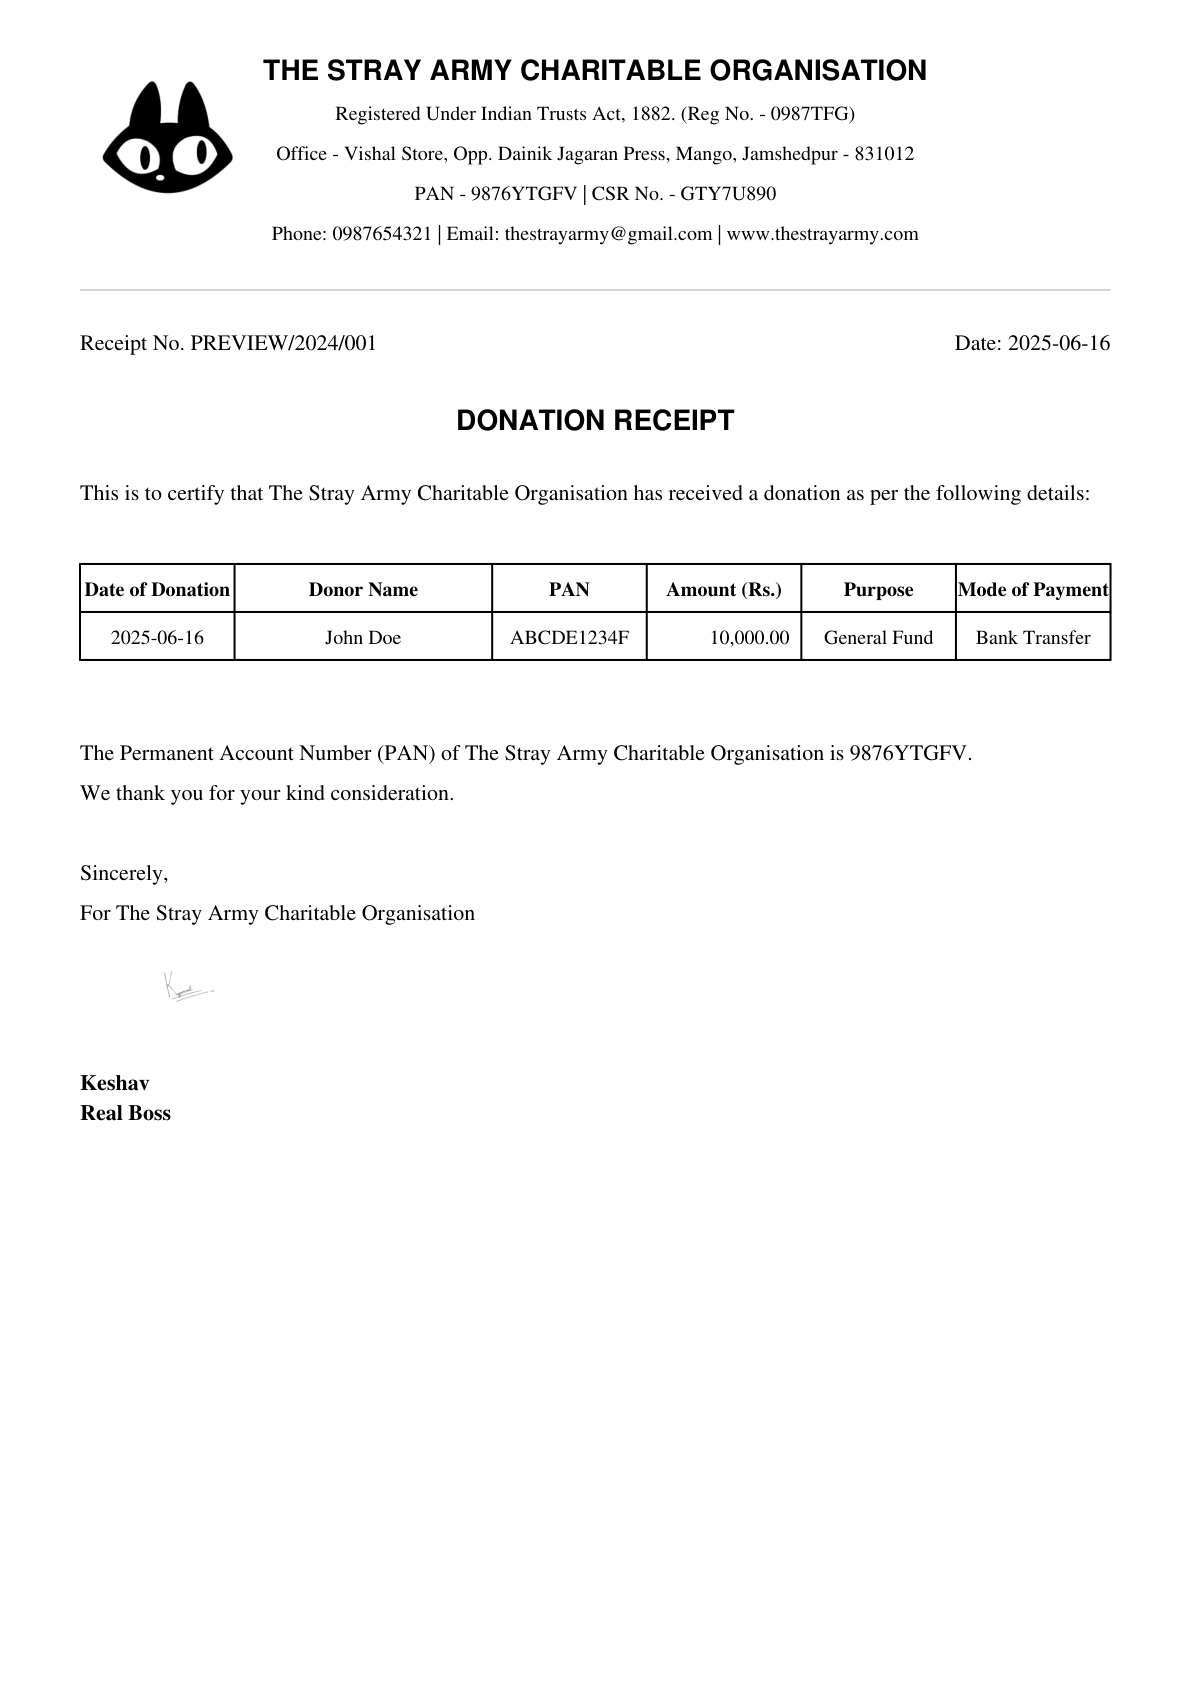 THE STRAY ARMY CHARITABLE ORGANISATION
Registered Under Indian Trusts Act, 1882. (Reg No. - 0987TFG)
Office - Vishal Store, Opp. Dainik Jagaran Press, Mango, Jamshedpur - 831012
PAN - 9876YTGFV | CSR No. - GTY7U890
Phone: 0987654321 | Email: thestrayarmy@gmail.com | www.thestrayarmy.com
Receipt No. PREVIEW/2024/001 Date: 2025-06-16
DONATION RECEIPT
This is to certify that The Stray Army Charitable Organisation has received a donation as per the following details:
Date of Donation Donor Name PAN Amount (Rs.) Purpose Mode of Payment
2025-06-16 John Doe ABCDE1234F 10,000.00 General Fund Bank Transfer
The Permanent Account Number (PAN) of The Stray Army Charitable Organisation is 9876YTGFV.
We thank you for your kind consideration.
Sincerely,
For The Stray Army Charitable Organisation
Keshav
Real Boss